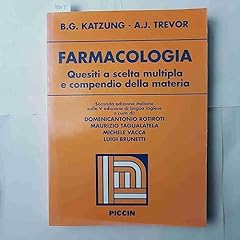 B.G. KATZUNG - A.J. TREVOR
FARMACOLOGIA
Quesiti a scelta multipla
e compendio della materia
Seconda edizione italiana
sulla V edizione di lingua inglese
a cura di:
DOMENICANTONIO ROTIROTI
MAURIZIO TAGLIALATELA
MICHELE VACCA
LUIGI BRUNETTI
PICCIN